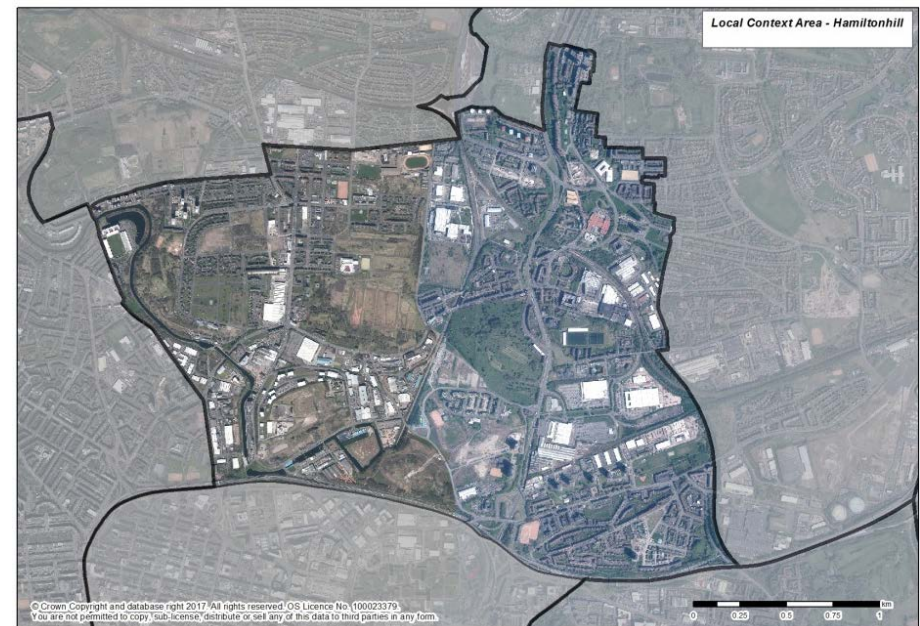 Local Context Area - Hamiltonhill
© Crown Copyright and database right 2017. All rights reserved. OS Licence No. 100023379.
You are not permitted to copy, sub-license, distribute or sell any of this data to third parties in any form.
km
0 0.25 0.5 0.75 1